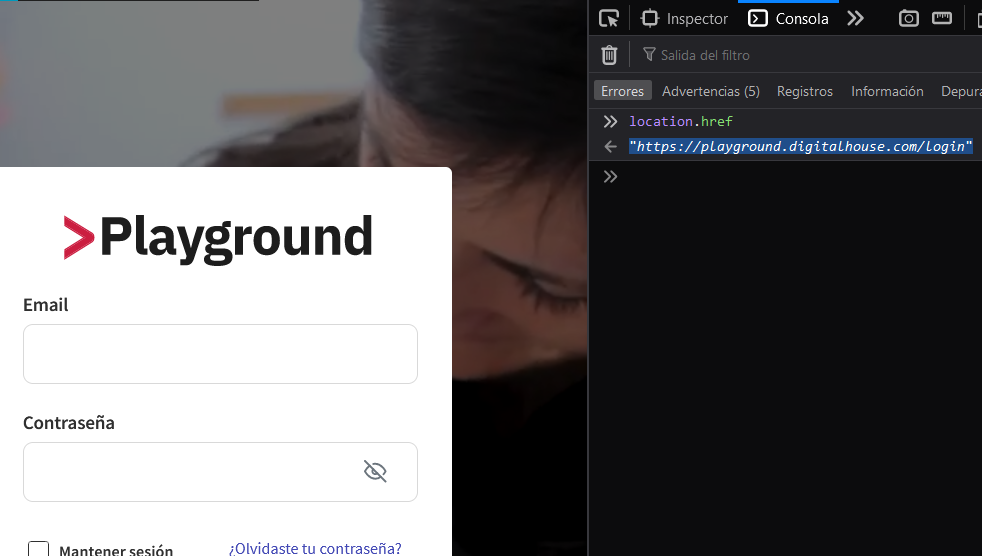 Inspector
Consola
Salida del filtro
Errores
Advertencias (5)
Registros
Información
Depura
location.href
"https://playground.digitalhouse.com/login"
>Playground
Email
Contraseña
Mantener sesión
¿Olvidaste tu contraseña?